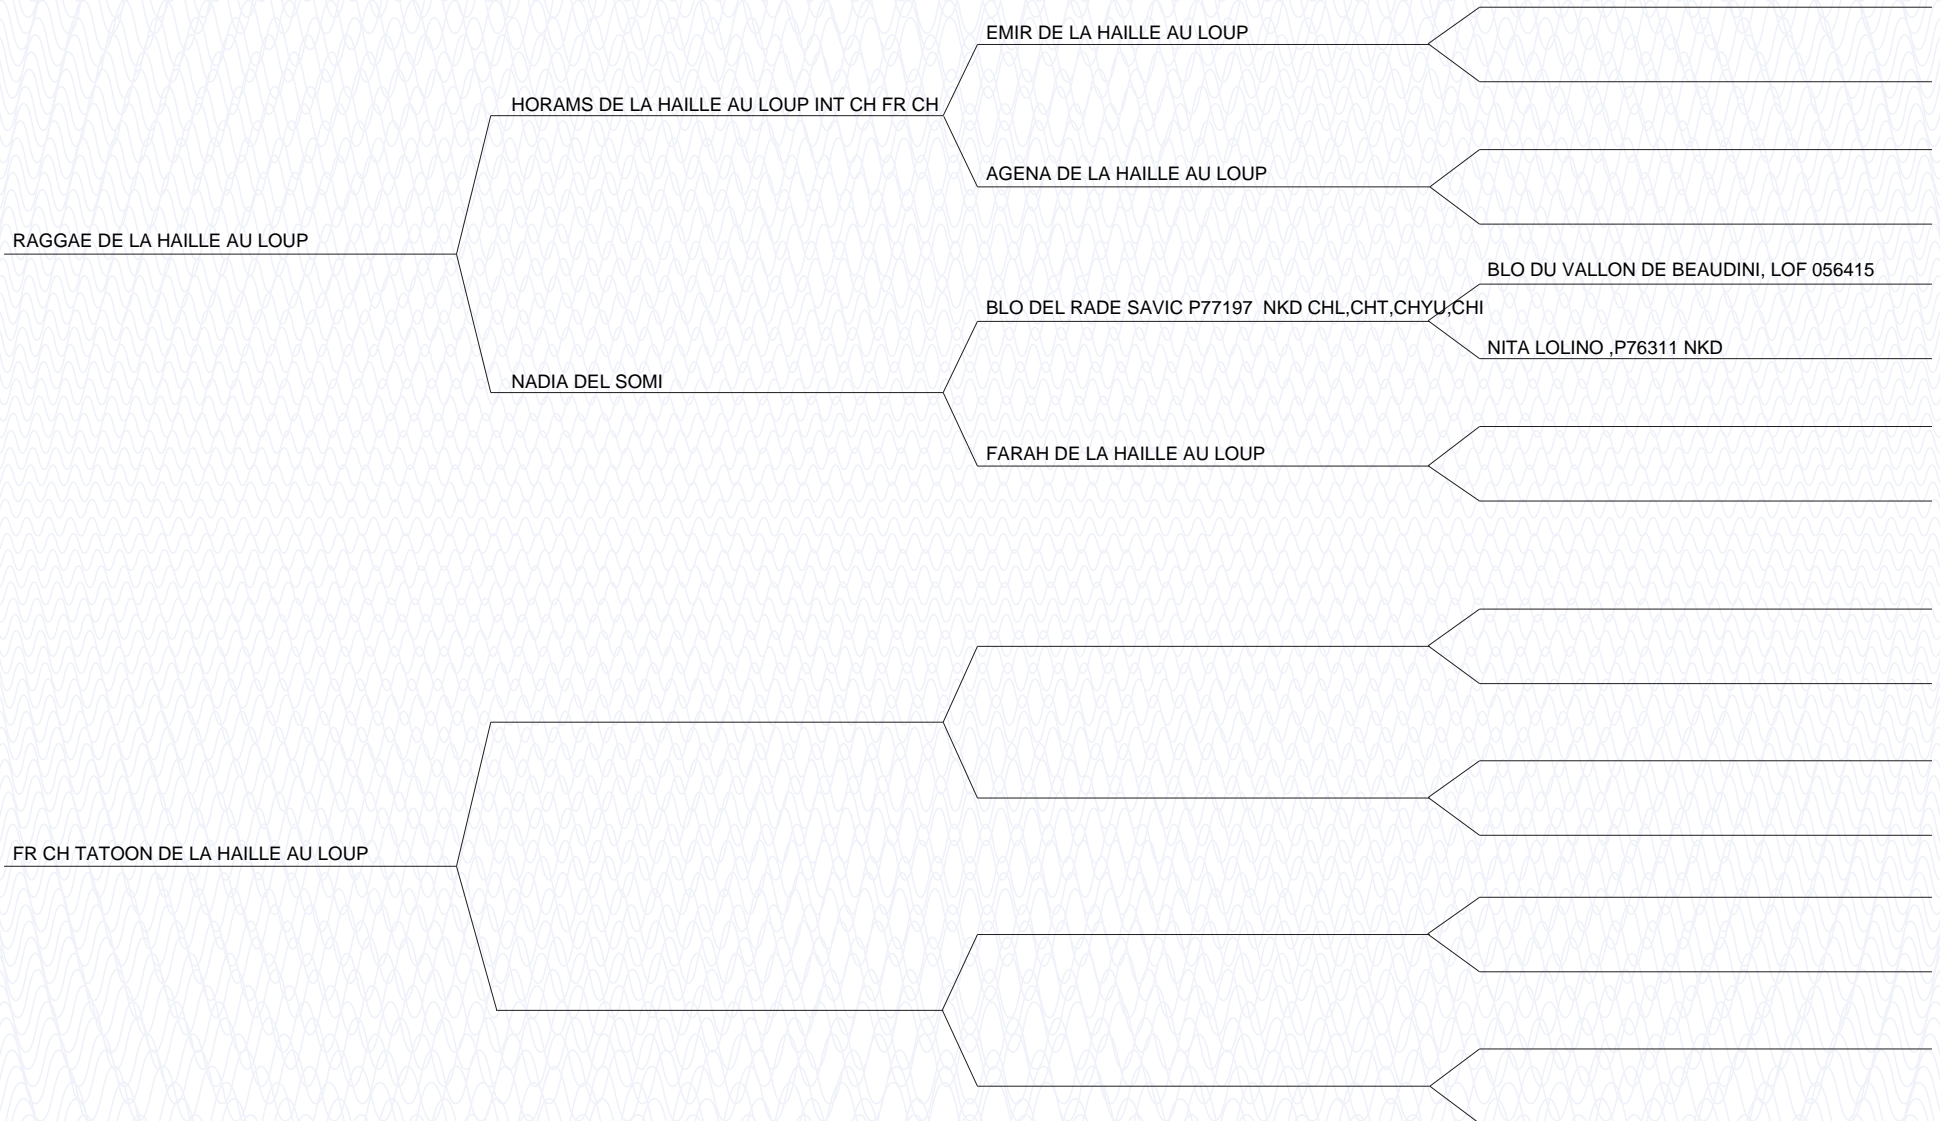 EMIR DE LA HAILLE AU LOUP
HORAMS DE LA HAILLE AU LOUP INT CH FR CH
AGENA DE LA HAILLE AU LOUP
RAGGAE DE LA HAILLE AU LOUP
BLO DU VALLON DE BEAUDINI, LOF 056415
BLO DEL RADE SAVIC P77197  NKD CHL,CHT,CHYU,CHI
NITA LOLINO ,P76311 NKD
NADIA DEL SOMI
FARAH DE LA HAILLE AU LOUP
FR CH TATOON DE LA HAILLE AU LOUP